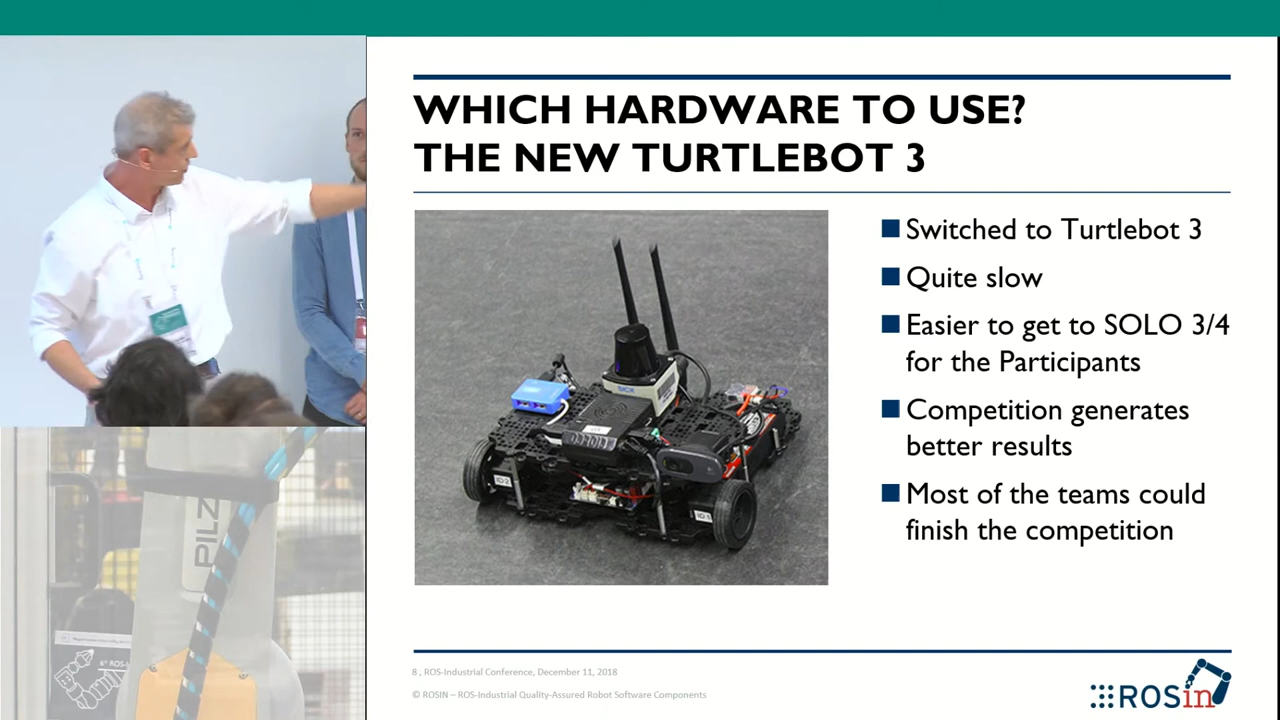 WHICH HARDWARE TO USE?
THE NEW TURTLEBOT 3
Switched to Turtlebot 3
Quite slow
Easier to get to SOLO 3/4
for the Participants
Competition generates
better results
Most of the teams could
finish the competition
SICK
ID:2
PILZ
8 , ROS-Industrial Conference, December 11, 2018
© ROSIN – ROS-Industrial Quality-Assured Robot Software Components
ROSin